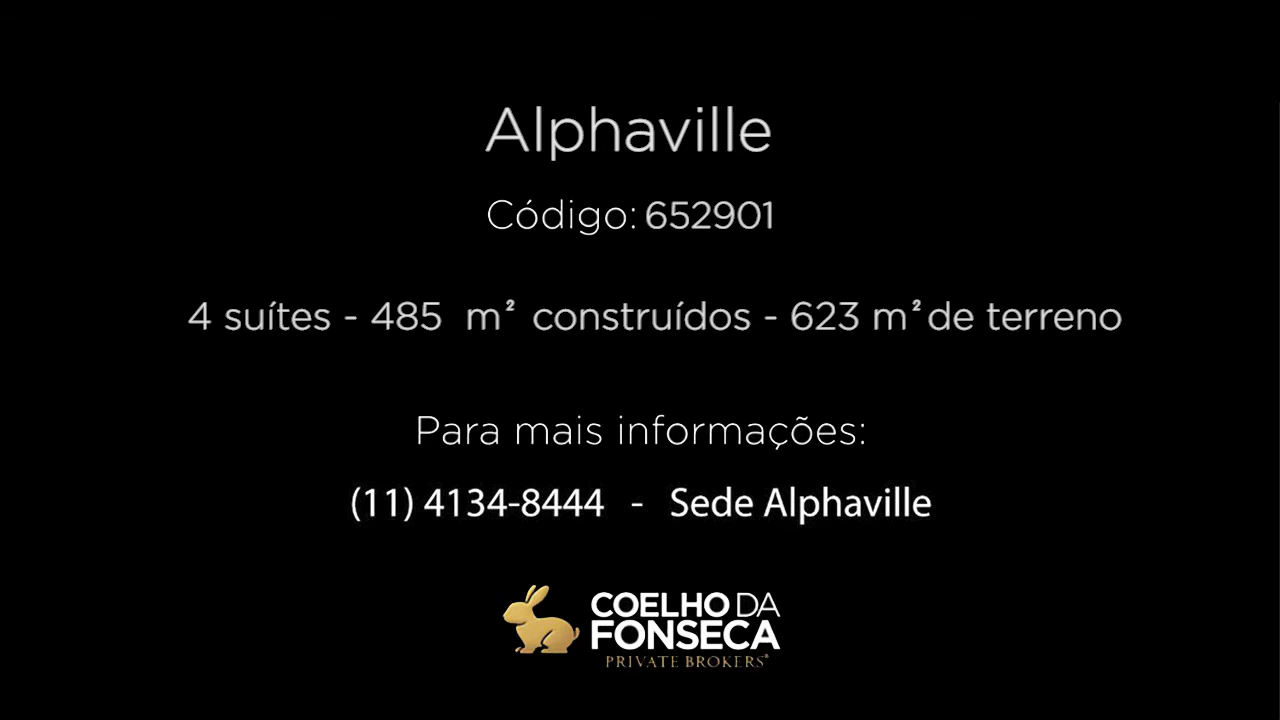 Alphaville
Código: 652901
4 suítes - 485 m² construídos - 623 m² de terreno
Para mais informações:
(11) 4134-8444 - Sede Alphaville
COELHO DA
FONSECA
PRIVATE BROKERS®